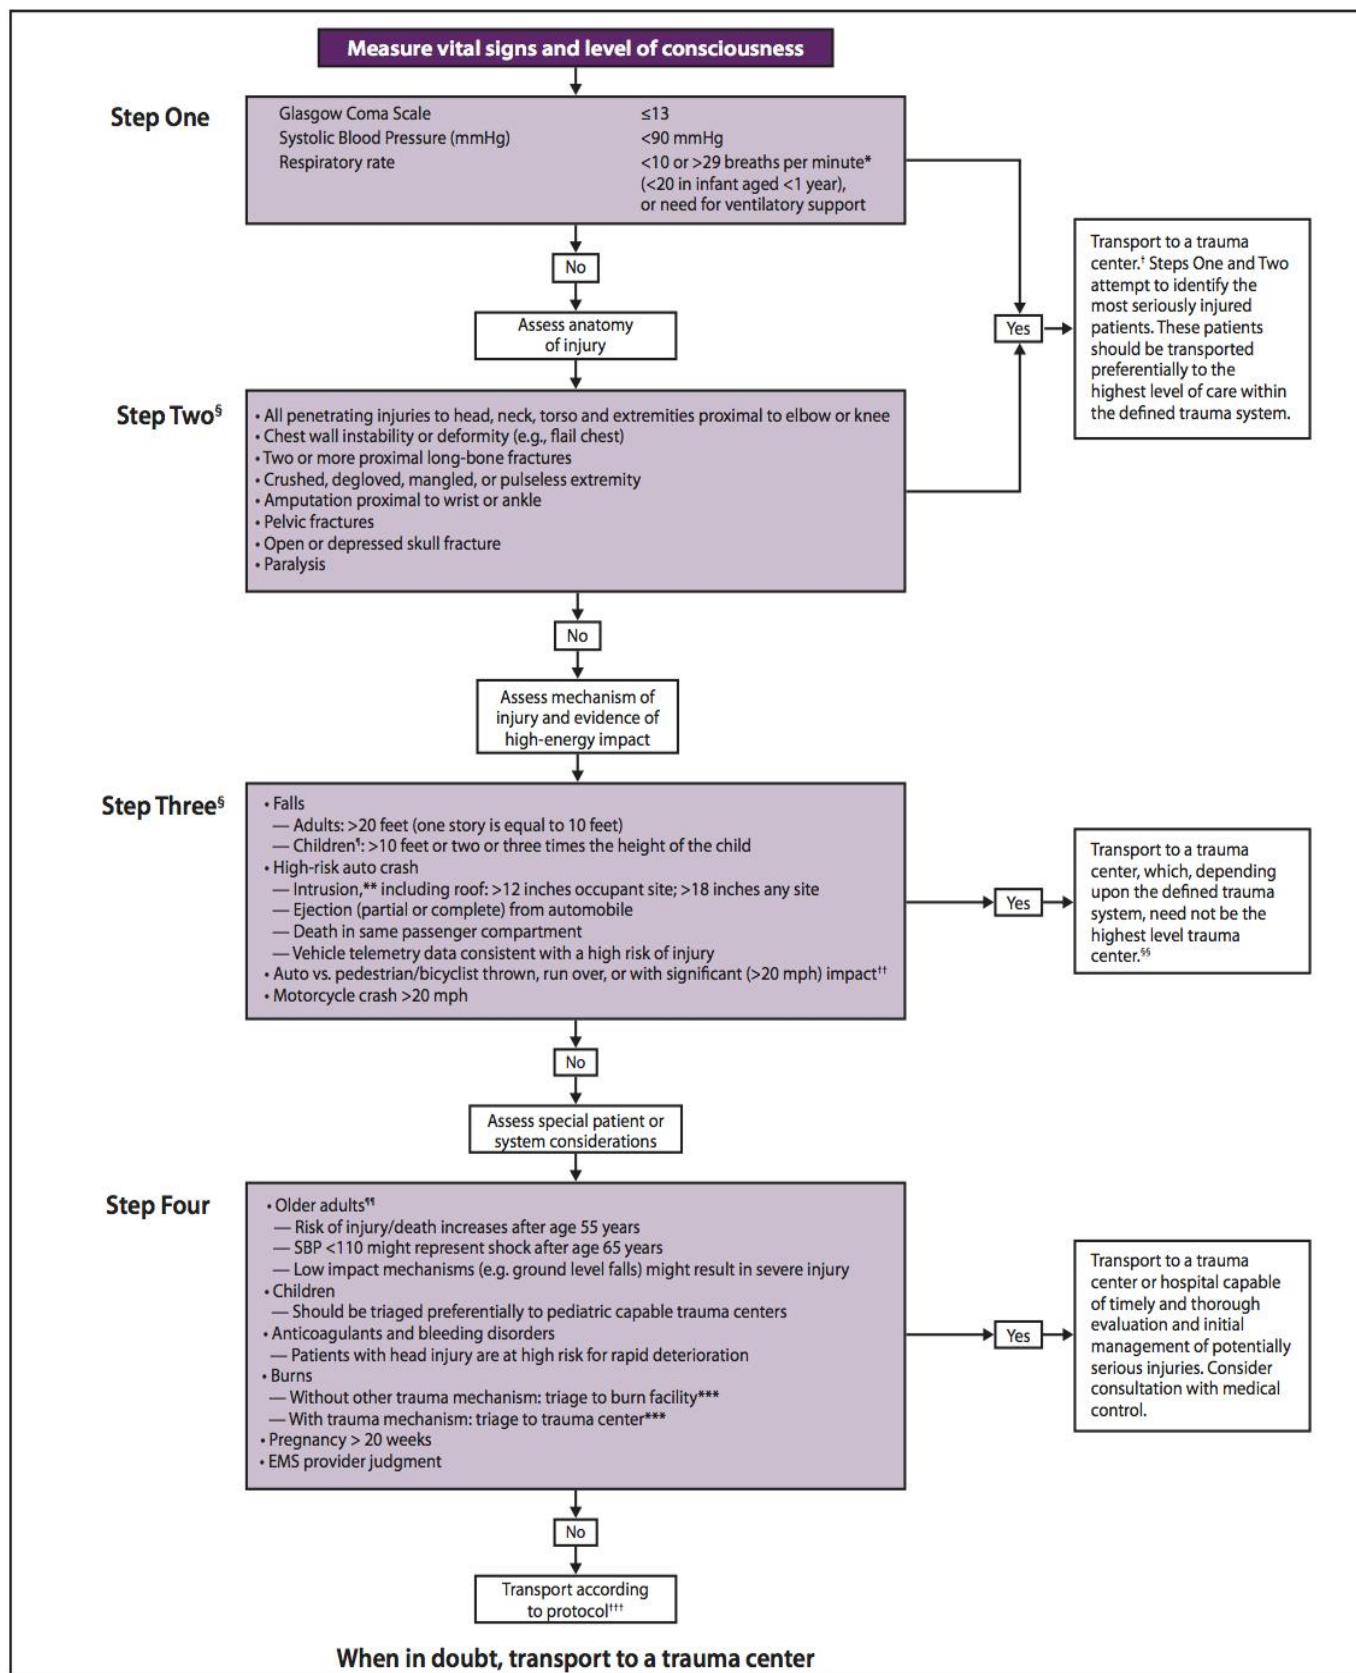 Measure vital signs and level of consciousness
Step One
Glasgow Coma Scale ≤13
Systolic Blood Pressure (mmHg) <90 mmHg
Respiratory rate <10 or >29 breaths per minute*
(<20 in infant aged <1 year),
or need for ventilatory support
No
Yes
Transport to a trauma
center.† Steps One and Two
attempt to identify the
most seriously injured
patients. These patients
should be transported
preferentially to the
highest level of care within
the defined trauma system.
Assess anatomy
of injury
Step Two§
• All penetrating injuries to head, neck, torso and extremities proximal to elbow or knee
• Chest wall instability or deformity (e.g., flail chest)
• Two or more proximal long-bone fractures
• Crushed, degloved, mangled, or pulseless extremity
• Amputation proximal to wrist or ankle
• Pelvic fractures
• Open or depressed skull fracture
• Paralysis
No
Assess mechanism of
injury and evidence of
high-energy impact
Step Three§
• Falls
— Adults: >20 feet (one story is equal to 10 feet)
— Children¶: >10 feet or two or three times the height of the child
• High-risk auto crash
— Intrusion,** including roof: >12 inches occupant site; >18 inches any site
— Ejection (partial or complete) from automobile
— Death in same passenger compartment
— Vehicle telemetry data consistent with a high risk of injury
• Auto vs. pedestrian/bicyclist thrown, run over, or with significant (>20 mph) impact††
• Motorcycle crash >20 mph
Yes
Transport to a trauma
center, which, depending
upon the defined trauma
system, need not be the
highest level trauma
center.§§
No
Assess special patient or
system considerations
Step Four
• Older adults¶¶
— Risk of injury/death increases after age 55 years
— SBP <110 might represent shock after age 65 years
— Low impact mechanisms (e.g. ground level falls) might result in severe injury
• Children
— Should be triaged preferentially to pediatric capable trauma centers
• Anticoagulants and bleeding disorders
— Patients with head injury are at high risk for rapid deterioration
• Burns
— Without other trauma mechanism: triage to burn facility***
— With trauma mechanism: triage to trauma center***
• Pregnancy > 20 weeks
• EMS provider judgment
Yes
Transport to a trauma
center or hospital capable
of timely and thorough
evaluation and initial
management of potentially
serious injuries. Consider
consultation with medical
control.
No
Transport according
to protocol†††
When in doubt, transport to a trauma center